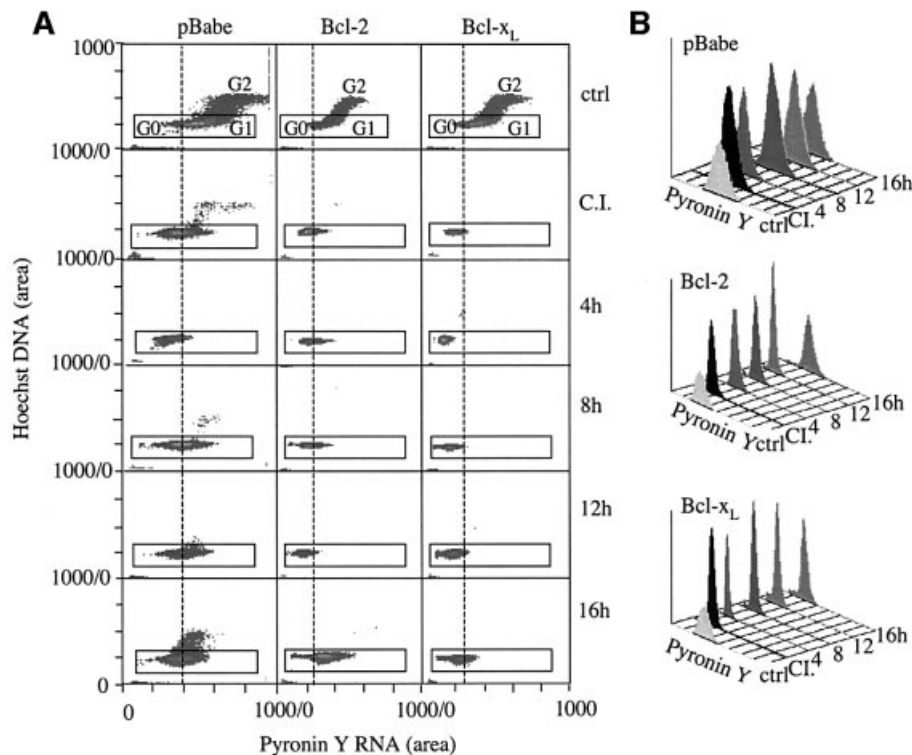 A
pBabe Bcl-2 Bcl-xL
1000
G2 G2 G2
ctrl
G0 G1 G0 G1 G0 G1
1000/0
C.I.
1000/0
4h
1000/0
8h
1000/0
12h
1000/0
16h
0
0 1000/0 1000/0 1000
Hoechst DNA (area)
Pyronin Y RNA (area)
B
pBabe
Pyronin Y ctrl CI. 4 8 12 16h
Bcl-2
Pyronin Y ctrl CI. 4 8 12 16h
Bcl-xL
Pyronin Y ctrl CI. 4 8 12 16h